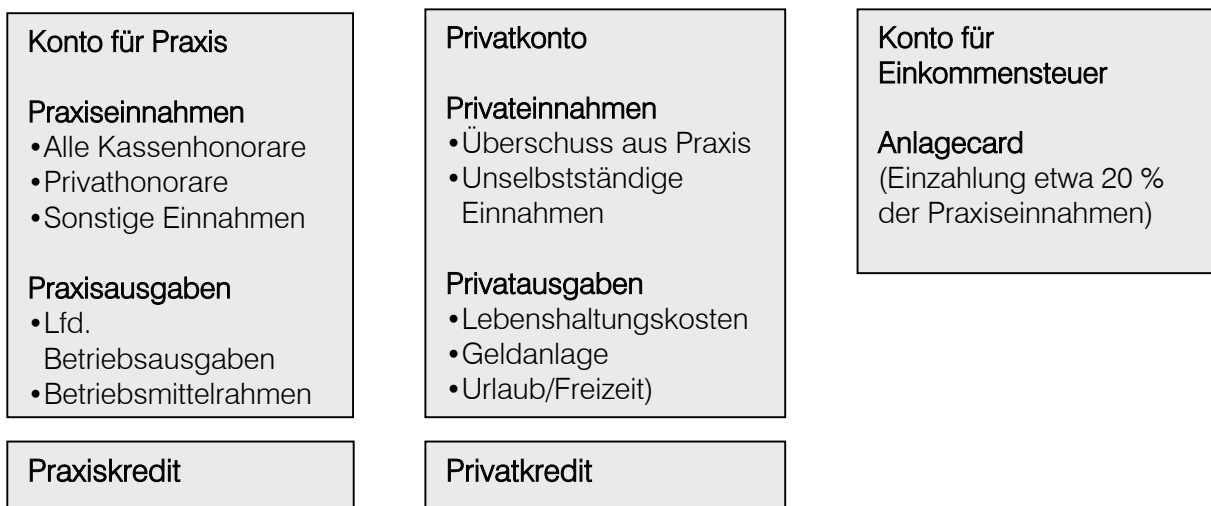 Konto für Praxis
Praxiseinnahmen
•Alle Kassenhonorare
•Privathonorare
•Sonstige Einnahmen
Praxisausgaben
•Lfd.
Betriebsausgaben
•Betriebsmittelrahmen
Praxiskredit
Privatkonto
Privateinnahmen
•Überschuss aus Praxis
•Unselbstständige
Einnahmen
Privatausgaben
•Lebenshaltungskosten
•Geldanlage
•Urlaub/Freizeit)
Privatkredit
Konto für
Einkommensteuer
Anlagecard
(Einzahlung etwa 20 %
der Praxiseinnahmen)